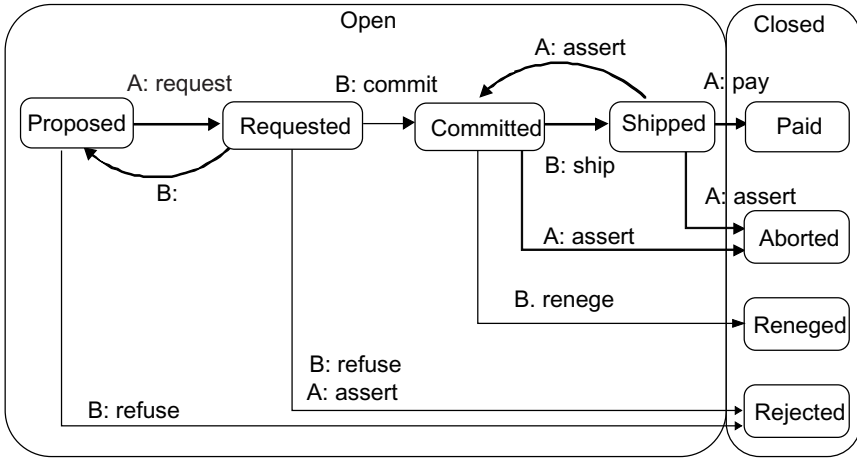 Open
Closed
A: assert
A: request
B: commit
A: pay
Proposed
Requested
Committed
Shipped
Paid
B:
B: ship
A: assert
A: assert
Aborted
B. renege
Reneged
B: refuse
A: assert
B: refuse
Rejected